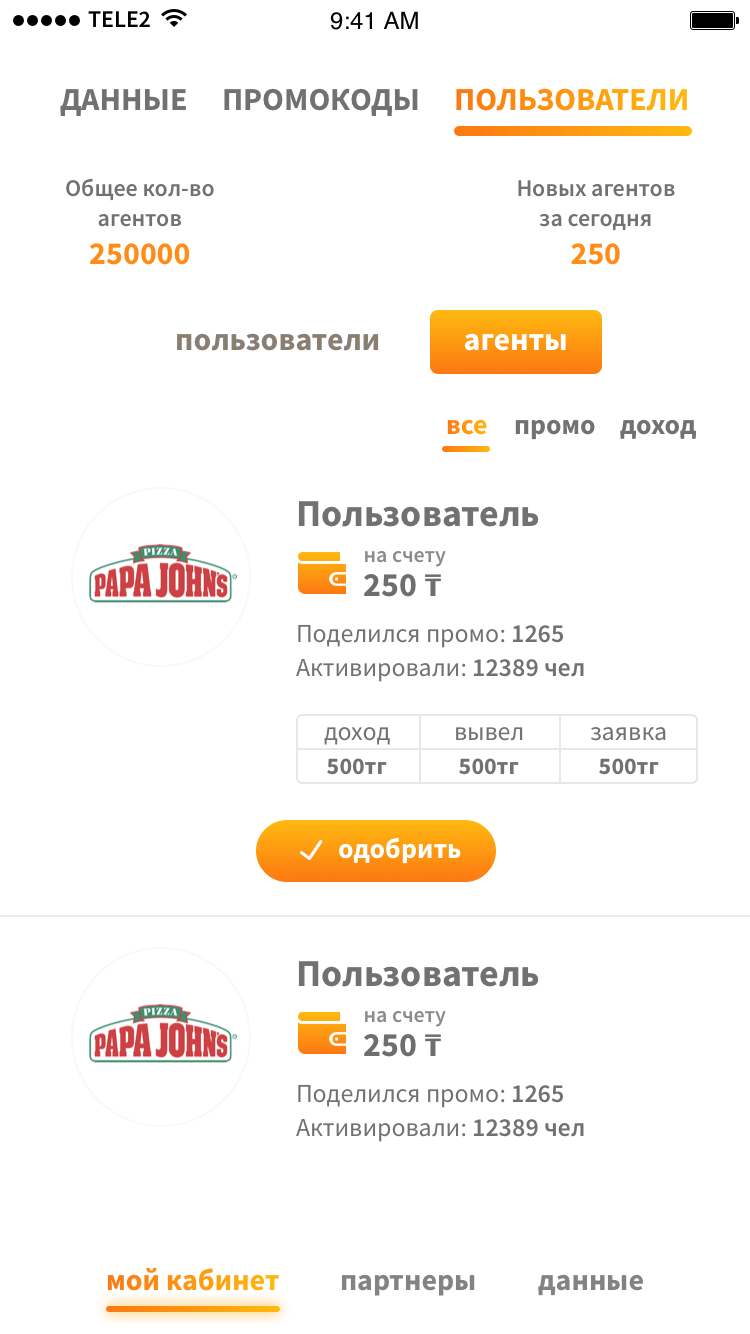 TELE2 9:41 AM
ДАННЫЕ ПРОМОКОДЫ ПОЛЬЗОВАТЕЛИ
Общее кол-во
агентов
250000
Новых агентов
за сегодня
250
пользователи агенты
все промо доход
PIZZA
PAPA JOHN'S
Пользователь
на счету
250 ₸
Поделился промо: 1265
Активировали: 12389 чел
доход вывел заявка
500тг 500тг 500тг
одобрить
PIZZA
PAPA JOHN'S
Пользователь
на счету
250 ₸
Поделился промо: 1265
Активировали: 12389 чел
мой кабинет партнеры данные